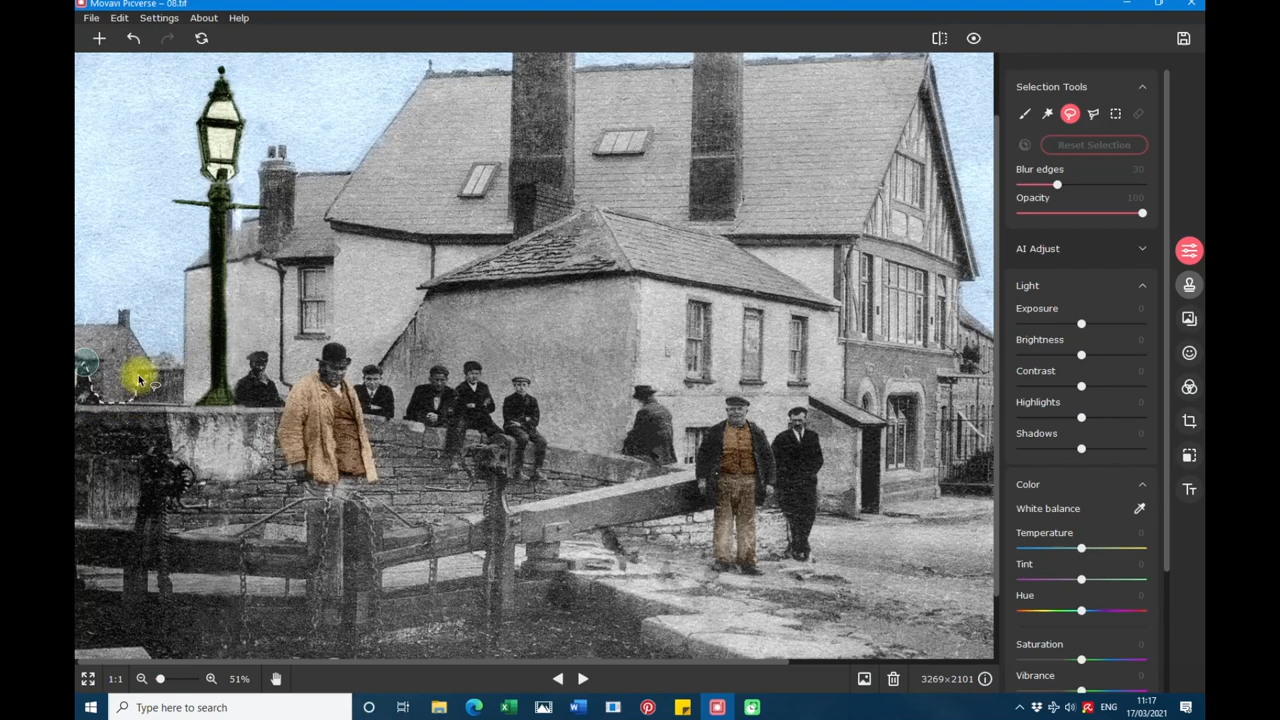 Movavi Picverse – 08.tif
File Edit Settings About Help
Selection Tools
Reset Selection
Blur edges 30
Opacity 100
AI Adjust
Light
Exposure 0
Brightness 0
Contrast 0
Highlights 0
Shadows 0
Color
White balance
Temperature 0
Tint 0
Hue 0
Saturation 0
Vibrance 0
1:1 51% 3269×2101
Type here to search
ENG 11:17
17/03/2021